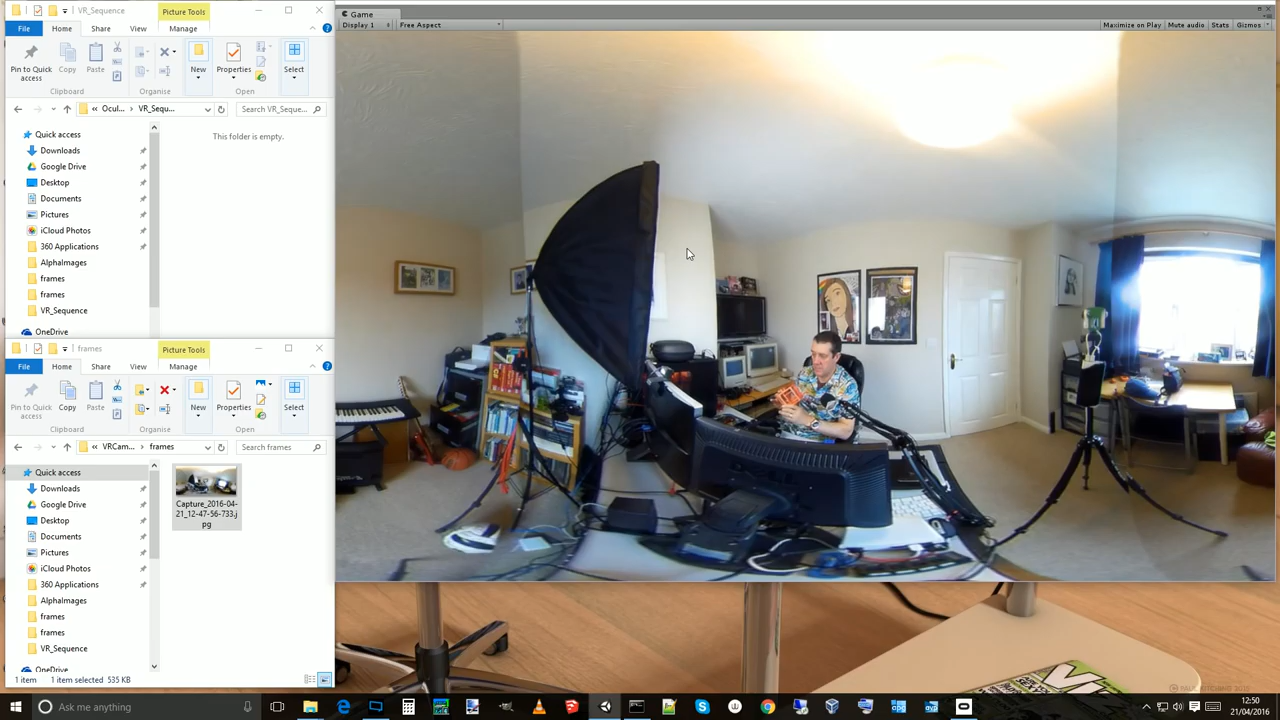 VR_Sequence
Picture Tools
File
Home
Share
View
Manage
Pin to Quick access
Copy
Paste
New
Properties
Select
Clipboard
Organise
Open
« Ocul... › VR_Sequ...
Search VR_Seque...
This folder is empty.
Quick access
Downloads
Google Drive
Desktop
Documents
Pictures
iCloud Photos
360 Applications
AlphaImages
frames
frames
VR_Sequence
OneDrive
frames
Picture Tools
File
Home
Share
View
Manage
Pin to Quick access
Copy
Paste
New
Properties
Select
Clipboard
Organise
Open
« VRCam... › frames
Search frames
Quick access
Downloads
Google Drive
Desktop
Documents
Pictures
iCloud Photos
360 Applications
AlphaImages
frames
frames
VR_Sequence
OneDrive
Capture_2016-04-
21_12-47-56-733.j
pg
1 item
1 item selected 535 KB
Game
Display 1
Free Aspect
Maximize on Play
Mute audio
Stats
Gizmos
Ask me anything
12:50
21/04/2016